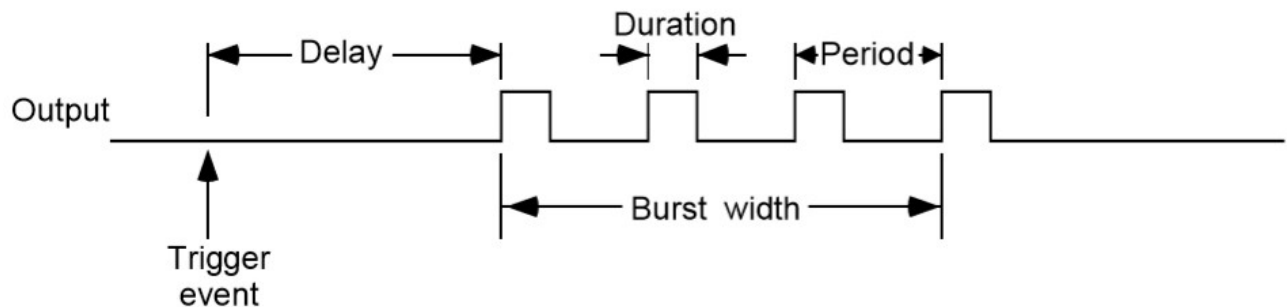 Duration
Delay
Period
Output
Burst width
Trigger
event